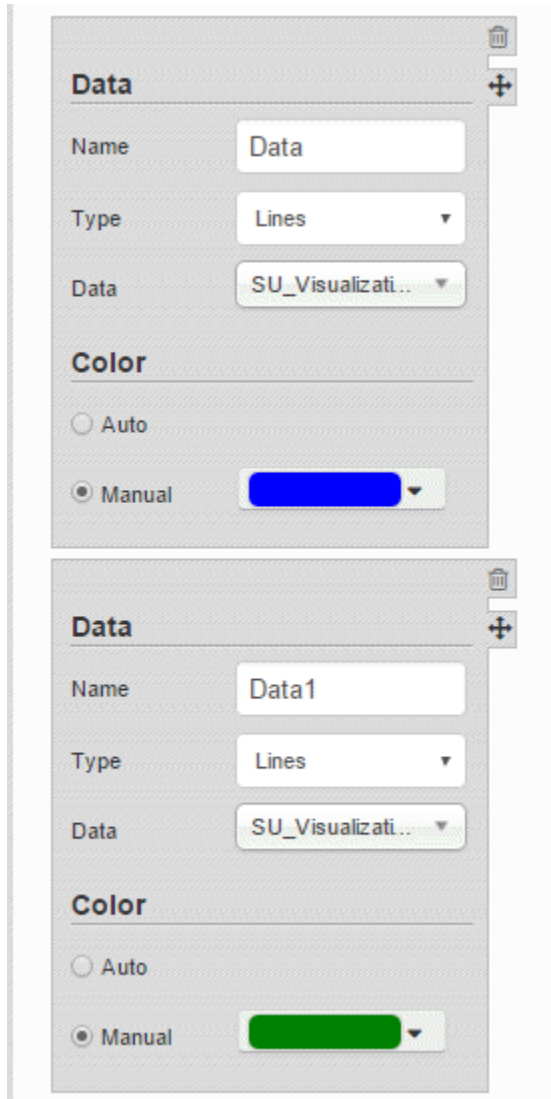 Data
Name Data
Type Lines
Data SU_Visualizati...
Color
Auto
Manual
Data
Name Data1
Type Lines
Data SU_Visualizati...
Color
Auto
Manual